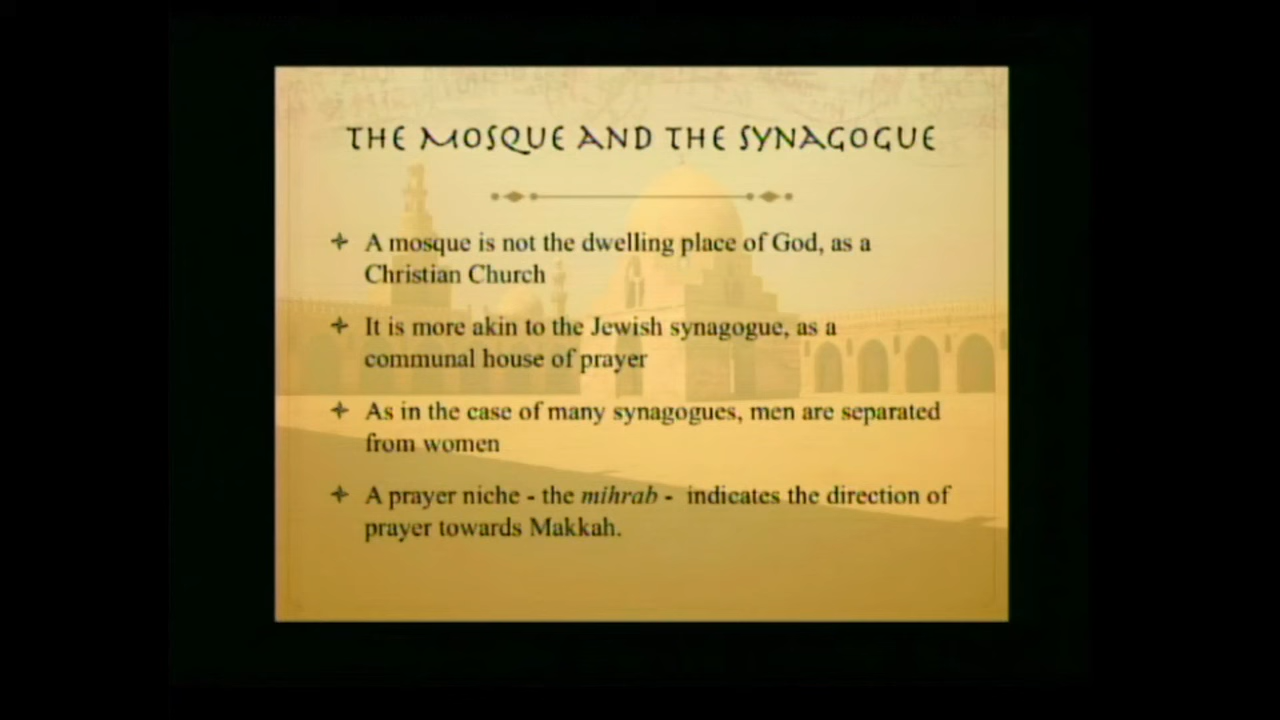 THE MOSQUE AND THE SYNAGOGUE
A mosque is not the dwelling place of God, as a
Christian Church
It is more akin to the Jewish synagogue, as a
communal house of prayer
As in the case of many synagogues, men are separated
from women
A prayer niche - the mihrab - indicates the direction of
prayer towards Makkah.